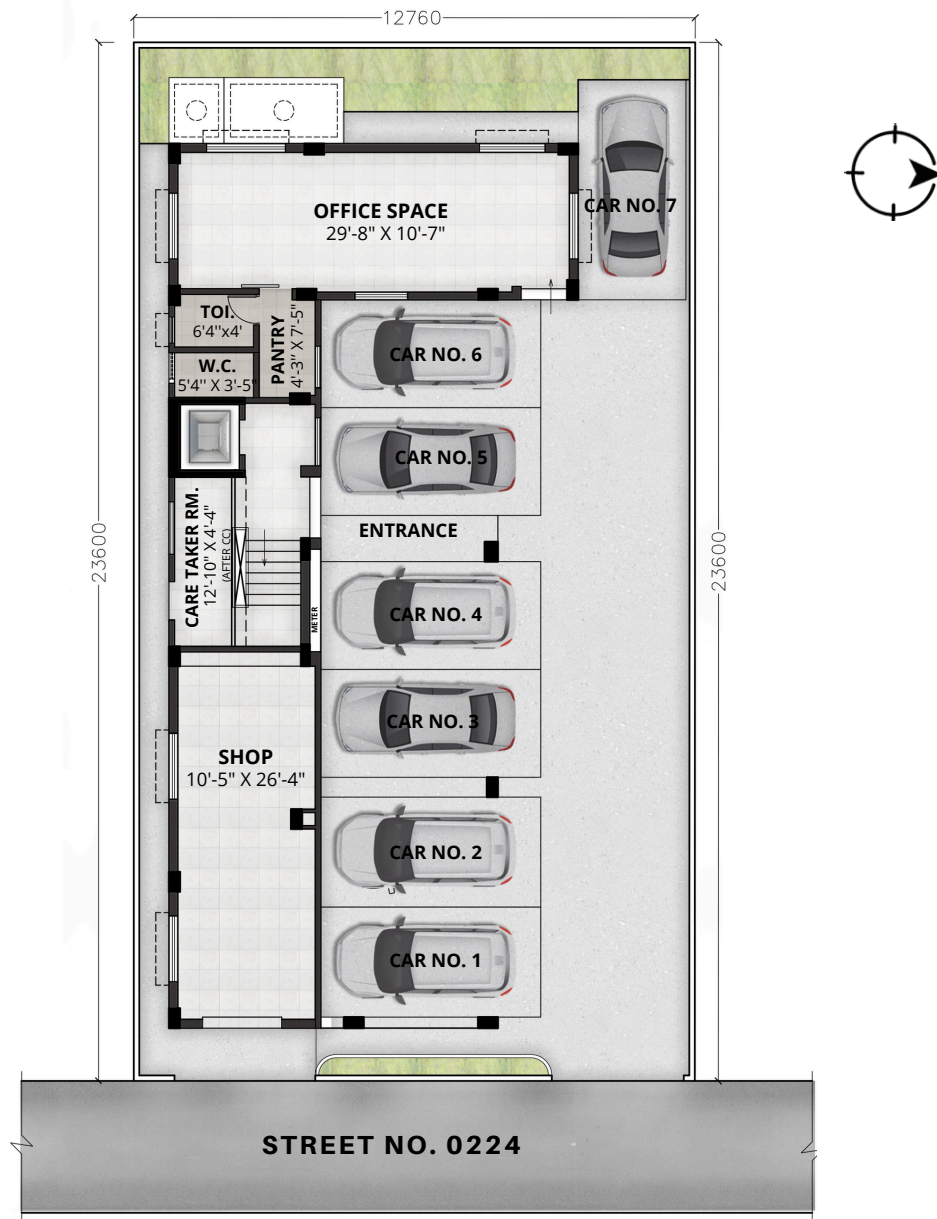 12760
CAR NO. 7
OFFICE SPACE
29'-8" X 10'-7"
TOI.
6'4"x4'
PANTRY
4'-3" X 7'-5"
W.C.
5'4" X 3'-5"
CAR NO. 6
CAR NO. 5
ENTRANCE
CARE TAKER RM.
12'-10" X 4'-4"
(AFTER CC)
METER
23600
23600
CAR NO. 4
CAR NO. 3
SHOP
10'-5" X 26'-4"
CAR NO. 2
CAR NO. 1
STREET NO. 0224